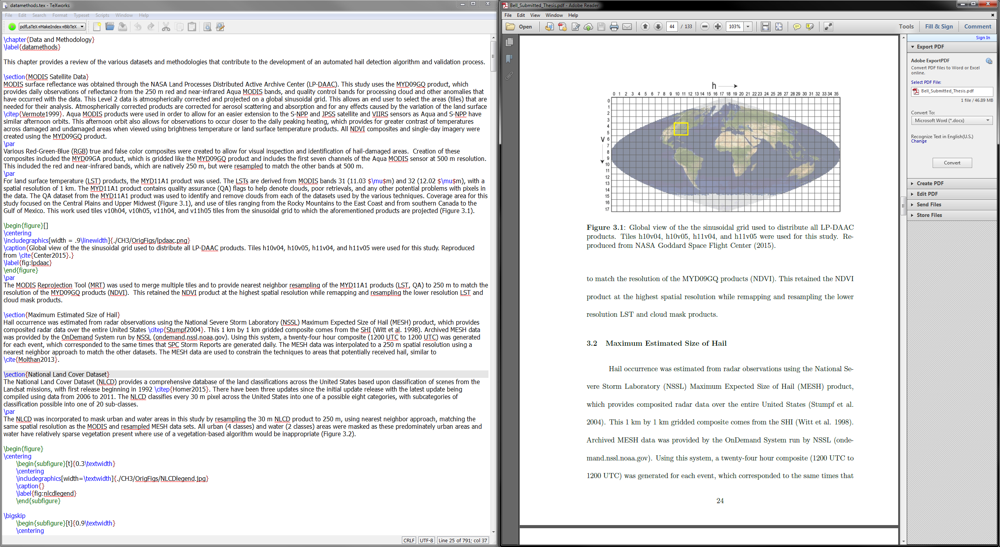 datamethods.tex - TeXworks
File Edit Search Format Typeset Scripts Window Help
pdfLaTeX+MakeIndex+BibTeX
\chapter{Data and Methodology}
\label{datamethods}
This chapter provides a review of the various datasets and methodologies that contribute to the development of an automated hail detection algorithm and validation process.
\section{MODIS Satellite Data}
MODIS surface reflectance was obtained through the NASA Land Processes Distributed Active Archive Center (LP-DAAC). This study uses the MYD09GQ product, which
provides daily observations of reflectance from the 250 m red and near-infrared Aqua MODIS bands, and quality control bands for processing cloud and other anomalies that
have occurred with the data. This Level 2 data is atmospherically corrected and projected on a global sinusoidal grid. This allows an end user to select the areas (tiles) that are
needed for their analysis. Atmospherically corrected products are corrected for aerosol scattering and absorption and for any effects caused by the variation of the land surface
\citep{Vermote1999}. Aqua MODIS products were used in order to allow for an easier extension to the S-NPP and JPSS satellite and VIIRS sensors as Aqua and S-NPP have
similar afternoon orbits. This afternoon orbit also allows for observations to occur closer to the daily peaking heating, which provides for greater contrast of temperatures
across damaged and undamaged areas when viewed using brightness temperature or land surface temperature products. All NDVI composites and single-day imagery were
created using the MYD09GQ product.
\par
Various Red-Green-Blue (RGB) true and false color composites were created to allow for visual inspection and identification of hail-damaged areas.  Creation of these
composites included the MYD09GA product, which is gridded like the MYD09GQ product and includes the first seven channels of the Aqua MODIS sensor at 500 m resolution.
This included the red and near-infrared bands, which are natively 250 m, but were resampled to match the other bands at 500 m.
\par
For land surface temperature (LST) products, the MYD11A1 product was used. The LSTs are derived from MODIS bands 31 (11.03 $\mu$m) and 32 (12.02 $\mu$m), with a
spatial resolution of 1 km. The MYD11A1 product contains quality assurance (QA) flags to help denote clouds, poor retrievals, and any other potential problems with pixels in
the data. The QA dataset from the MYD11A1 product was used to identify and remove clouds from each of the datasets used by the various techniques. Coverage area for this
study focused on the Central Plains and Upper Midwest (Figure 3.1), and use of tiles ranging from the Rocky Mountains to the East Coast and from southern Canada to the
Gulf of Mexico. This work used tiles v10h04, v10h05, v11h04, and v11h05 tiles from the sinusoidal grid to which the aforementioned products are projected (Figure 3.1).
\begin{figure}[]
\centering
\includegraphics[width = .9\linewidth]{./CH3/OrigFigs/lpdaac.png}
\caption{Global view of the the sinusoidal grid used to distribute all LP-DAAC products. Tiles h10v04, h10v05, h11v04, and h11v05 were used for this study. Reproduced
from \cite{Center2015}.}
\label{fig:lpdaac}
\end{figure}
\par
The MODIS Reprojection Tool (MRT) was used to merge multiple tiles and to provide nearest neighbor resampling of the MYD11A1 products (LST, QA) to 250 m to match the
resolution of the MYD09GQ products (NDVI).  This retained the NDVI product at the highest spatial resolution while remapping and resampling the lower resolution LST and
cloud mask products.
\section{Maximum Estimated Size of Hail}
Hail occurrence was estimated from radar observations using the National Severe Storm Laboratory (NSSL) Maximum Expected Size of Hail (MESH) product, which provides
composited radar data over the entire United States \citep{Stumpf2004}. This 1 km by 1 km gridded composite comes from the SHI (Witt et al. 1998). Archived MESH data
was provided by the OnDemand System run by NSSL (ondemand.nssl.noaa.gov). Using this system, a twenty-four hour composite (1200 UTC to 1200 UTC) was generated
for each event, which corresponded to the same times that SPC Storm Reports are generated daily. The MESH data was interpolated to a 250 m spatial resolution using a
nearest neighbor approach to match the other datasets. The MESH data are used to constrain the techniques to areas that potentially received hail, similar to
\cite{Molthan2013}.
\section{National Land Cover Dataset}
The National Land Cover Dataset (NLCD) provides a comprehensive database of the land classifications across the United States based upon classification of scenes from the
Landsat missions, with first release beginning in 1992 \citep{Homer2015}. There have been three updates since the initial update release with the latest update being
compiled using data from 2006 to 2011. The NLCD classifies every 30 m pixel across the United States into one of a possible eight categories, with subcategories of
classification possible into one of 20 sub-classes.
\par
The NLCD was incorporated to mask urban and water areas in this study by resampling the 30 m NLCD product to 250 m, using nearest neighbor approach, matching the
same spatial resolution as the MODIS and resampled MESH data sets. All urban (4 classes) and water (2 classes) areas were masked as these predominately urban areas and
water have relatively sparse vegetation present where use of a vegetation-based algorithm would be inappropriate (Figure 3.2).
\begin{figure}
\centering
\begin{subfigure}[t]{0.3\textwidth}
\centering
\includegraphics[width=\textwidth]{./CH3/OrigFigs/NLCDlegend.jpg}
\caption{}
\label{fig:nlcdlegend}
\end{subfigure}
\bigskip
\begin{subfigure}[t]{0.9\textwidth}
\centering
CRLF UTF-8 Line 25 of 791; col 37
Bell_Submitted_Thesis.pdf - Adobe Reader
File Edit View Window Help
Open 44 / 133 103% Tools Fill & Sign Comment
h
0 1 2 3 4 5 6 7 8 9 10 11 12 13 14 15 16 17 18 19 20 21 22 23 24 25 26 27 28 29 30 31 32 33 34 35
0
1
2
3
4
5
V 6
7
8
9
10
11
12
13
14
15
16
17
Figure 3.1: Global view of the the sinusoidal grid used to distribute all LP-DAAC
products. Tiles h10v04, h10v05, h11v04, and h11v05 were used for this study. Re-
produced from NASA Goddard Space Flight Center (2015).
to match the resolution of the MYD09GQ products (NDVI). This retained the NDVI
product at the highest spatial resolution while remapping and resampling the lower
resolution LST and cloud mask products.
3.2 Maximum Estimated Size of Hail
Hail occurrence was estimated from radar observations using the National Se-
vere Storm Laboratory (NSSL) Maximum Expected Size of Hail (MESH) product,
which provides composited radar data over the entire United States (Stumpf et al.
2004). This 1 km by 1 km gridded composite comes from the SHI (Witt et al. 1998).
Archived MESH data was provided by the OnDemand System run by NSSL (onde-
mand.nssl.noaa.gov). Using this system, a twenty-four hour composite (1200 UTC to
1200 UTC) was generated for each event, which corresponded to the same times that
24
Sign In
Export PDF
Adobe ExportPDF
Convert PDF files to Word or Excel
online.
Select PDF File:
Bell_Submitted_Thesis.pdf
1 file / 46.89 MB
Convert To:
Microsoft Word (*.docx)
Recognize Text in English(U.S.)
Change
Convert
Create PDF
Edit PDF
Send Files
Store Files